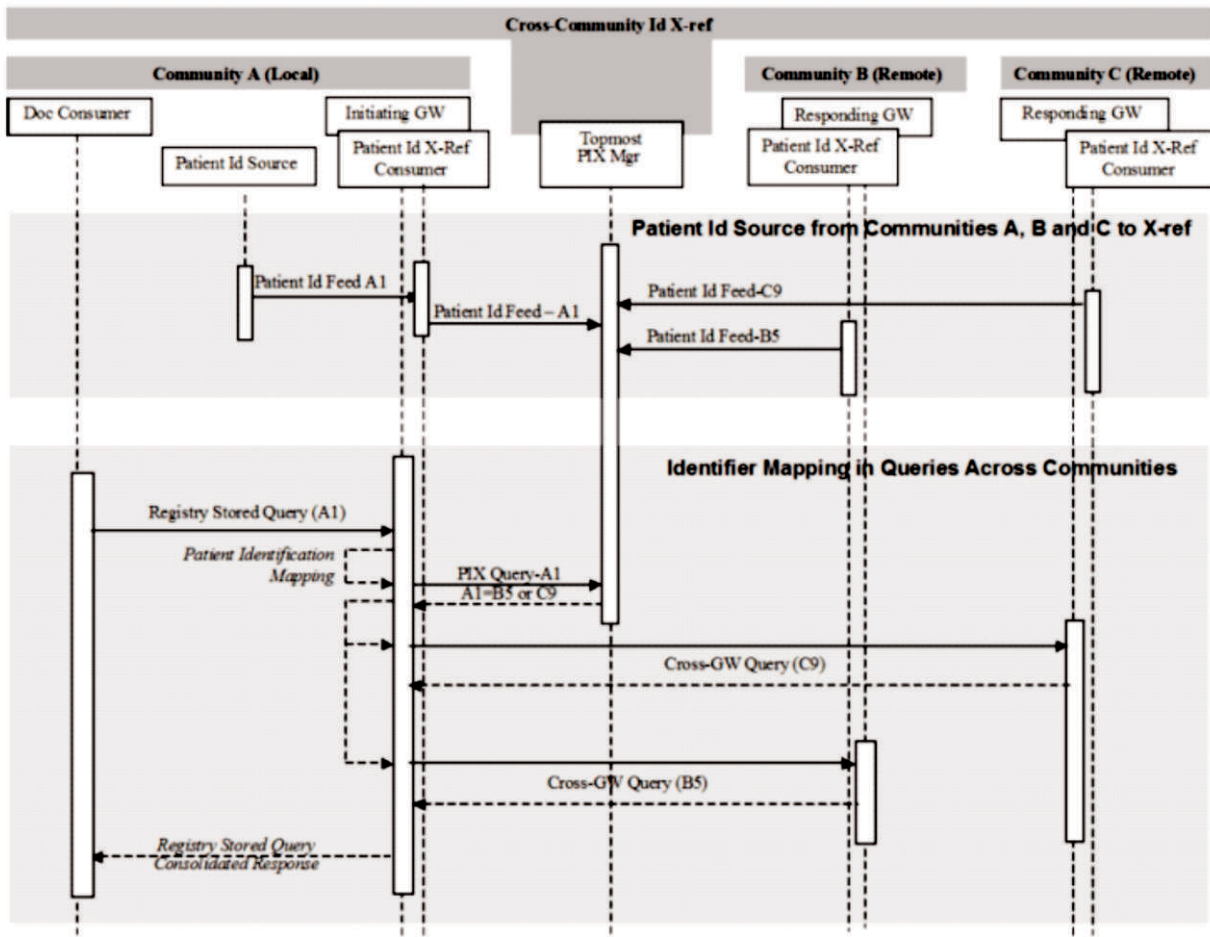 Cross-Community Id X-ref
Community A (Local)
Community B (Remote)
Community C (Remote)
Doc Consumer
Initiating GW
Responding GW
Responding GW
Patient Id Source
Patient Id X-Ref
Consumer
Topmost
PIX Mgr
Patient Id X-Ref
Consumer
Patient Id X-Ref
Consumer
Patient Id Source from Communities A, B and C to X-ref
Patient Id Feed A1
Patient Id Feed-C9
Patient Id Feed – A1
Patient Id Feed-B5
Identifier Mapping in Queries Across Communities
Registry Stored Query (A1)
Patient Identification
Mapping
PIX Query-A1
A1=B5 or C9
Cross-GW Query (C9)
Cross-GW Query (B5)
Registry Stored Query
Consolidated Response